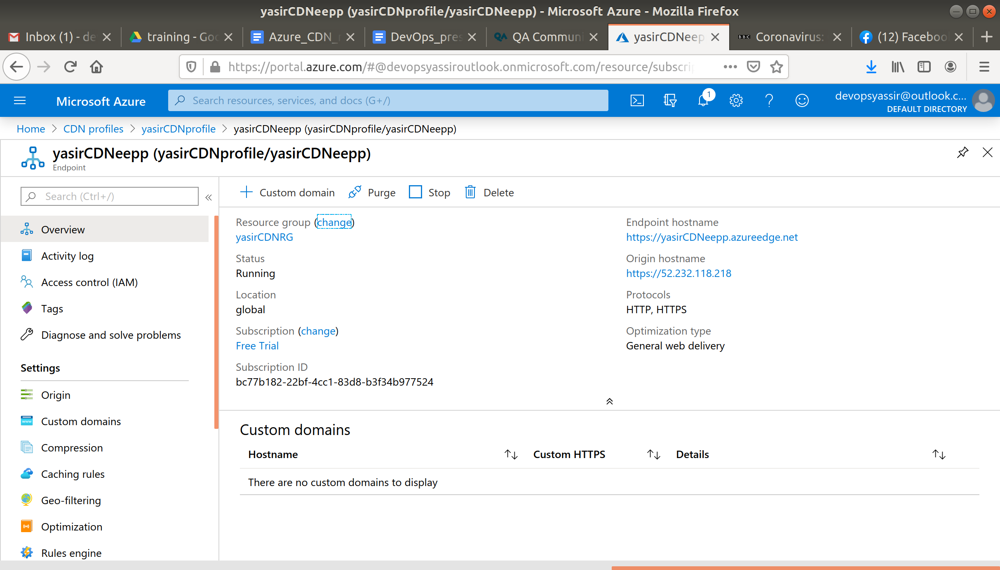 yasirCDNeepp (yasirCDNprofile/yasirCDNeepp) - Microsoft Azure - Mozilla Firefox
Inbox (1) - de training - Goo Azure_CDN_ DevOps_pres QA Communi yasirCDNeep BBC Coronavirus: (12) Facebook
https://portal.azure.com/#@devopsyassiroutlook.onmicrosoft.com/resource/subscrip
Microsoft Azure Search resources, services, and docs (G+/) 1 devopsyassir@outlook.c...
DEFAULT DIRECTORY
Home > CDN profiles > yasirCDNprofile > yasirCDNeepp (yasirCDNprofile/yasirCDNeepp)
yasirCDNeepp (yasirCDNprofile/yasirCDNeepp)
Endpoint
Search (Ctrl+/)
Overview
Activity log
Access control (IAM)
Tags
Diagnose and solve problems
Settings
Origin
Custom domains
Compression
Caching rules
Geo-filtering
Optimization
Rules engine
Custom domain Purge Stop Delete
Resource group (change)
yasirCDNRG
Status
Running
Location
global
Subscription (change)
Free Trial
Subscription ID
bc77b182-22bf-4cc1-83d8-b3f34b977524
Endpoint hostname
https://yasirCDNeepp.azureedge.net
Origin hostname
https://52.232.118.218
Protocols
HTTP, HTTPS
Optimization type
General web delivery
Custom domains
Hostname Custom HTTPS Details
There are no custom domains to display